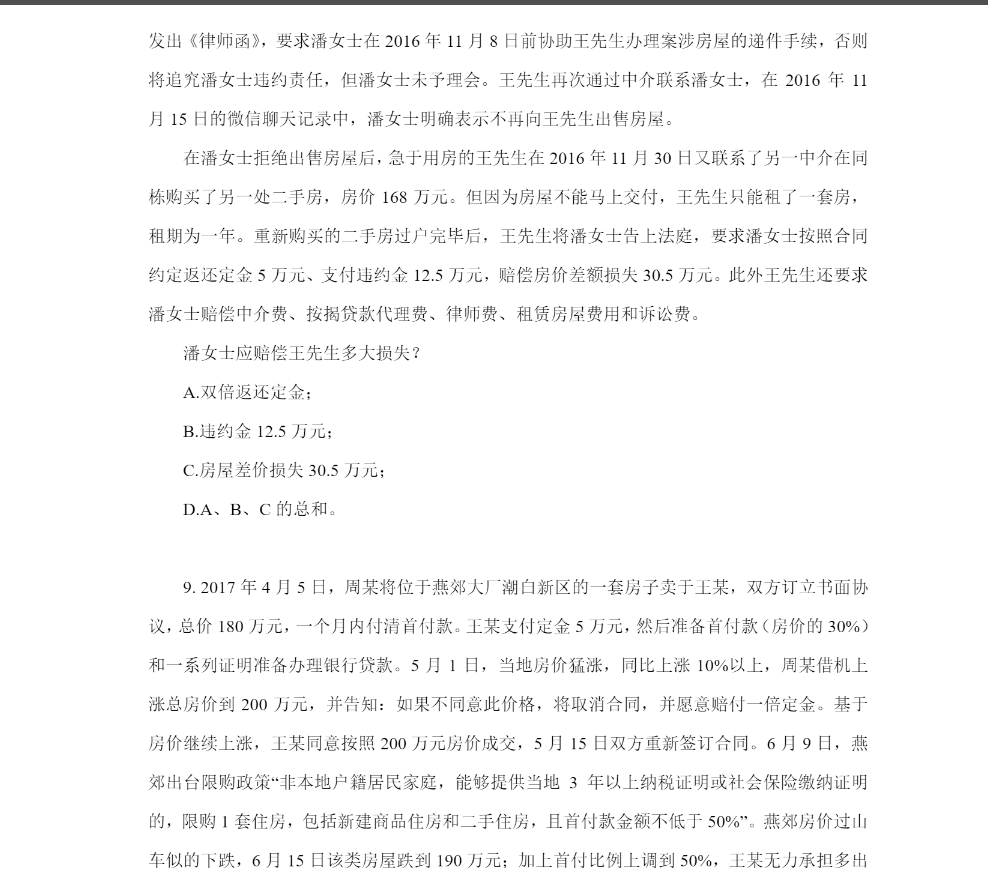 发出《律师函》，要求潘女士在 2016 年 11 月 8 日前协助王先生办理案涉房屋的递件手续，否则
将追究潘女士违约责任，但潘女士未予理会。王先生再次通过中介联系潘女士，在 2016 年 11
月 15 日的微信聊天记录中，潘女士明确表示不再向王先生出售房屋。
在潘女士拒绝出售房屋后，急于用房的王先生在 2016 年 11 月 30 日又联系了另一中介在同
栋购买了另一处二手房，房价 168 万元。但因为房屋不能马上交付，王先生只能租了一套房，
租期为一年。重新购买的二手房过户完毕后，王先生将潘女士告上法庭，要求潘女士按照合同
约定返还定金 5 万元、支付违约金 12.5 万元，赔偿房价差额损失 30.5 万元。此外王先生还要求
潘女士赔偿中介费、按揭贷款代理费、律师费、租赁房屋费用和诉讼费。
潘女士应赔偿王先生多大损失？
A.双倍返还定金；
B.违约金 12.5 万元；
C.房屋差价损失 30.5 万元；
D.A、B、C 的总和。
9. 2017 年 4 月 5 日，周某将位于燕郊大厂潮白新区的一套房子卖于王某，双方订立书面协
议，总价 180 万元，一个月内付清首付款。王某支付定金 5 万元，然后准备首付款（房价的 30%）
和一系列证明准备办理银行贷款。5 月 1 日，当地房价猛涨，同比上涨 10%以上，周某借机上
涨总房价到 200 万元，并告知：如果不同意此价格，将取消合同，并愿意赔付一倍定金。基于
房价继续上涨，王某同意按照 200 万元房价成交，5 月 15 日双方重新签订合同。6 月 9 日，燕
郊出台限购政策“非本地户籍居民家庭，能够提供当地 3 年以上纳税证明或社会保险缴纳证明
的，限购 1 套住房，包括新建商品住房和二手住房，且首付款金额不低于 50%”。燕郊房价过山
车似的下跌，6 月 15 日该类房屋跌到 190 万元；加上首付比例上调到 50%，王某无力承担多出